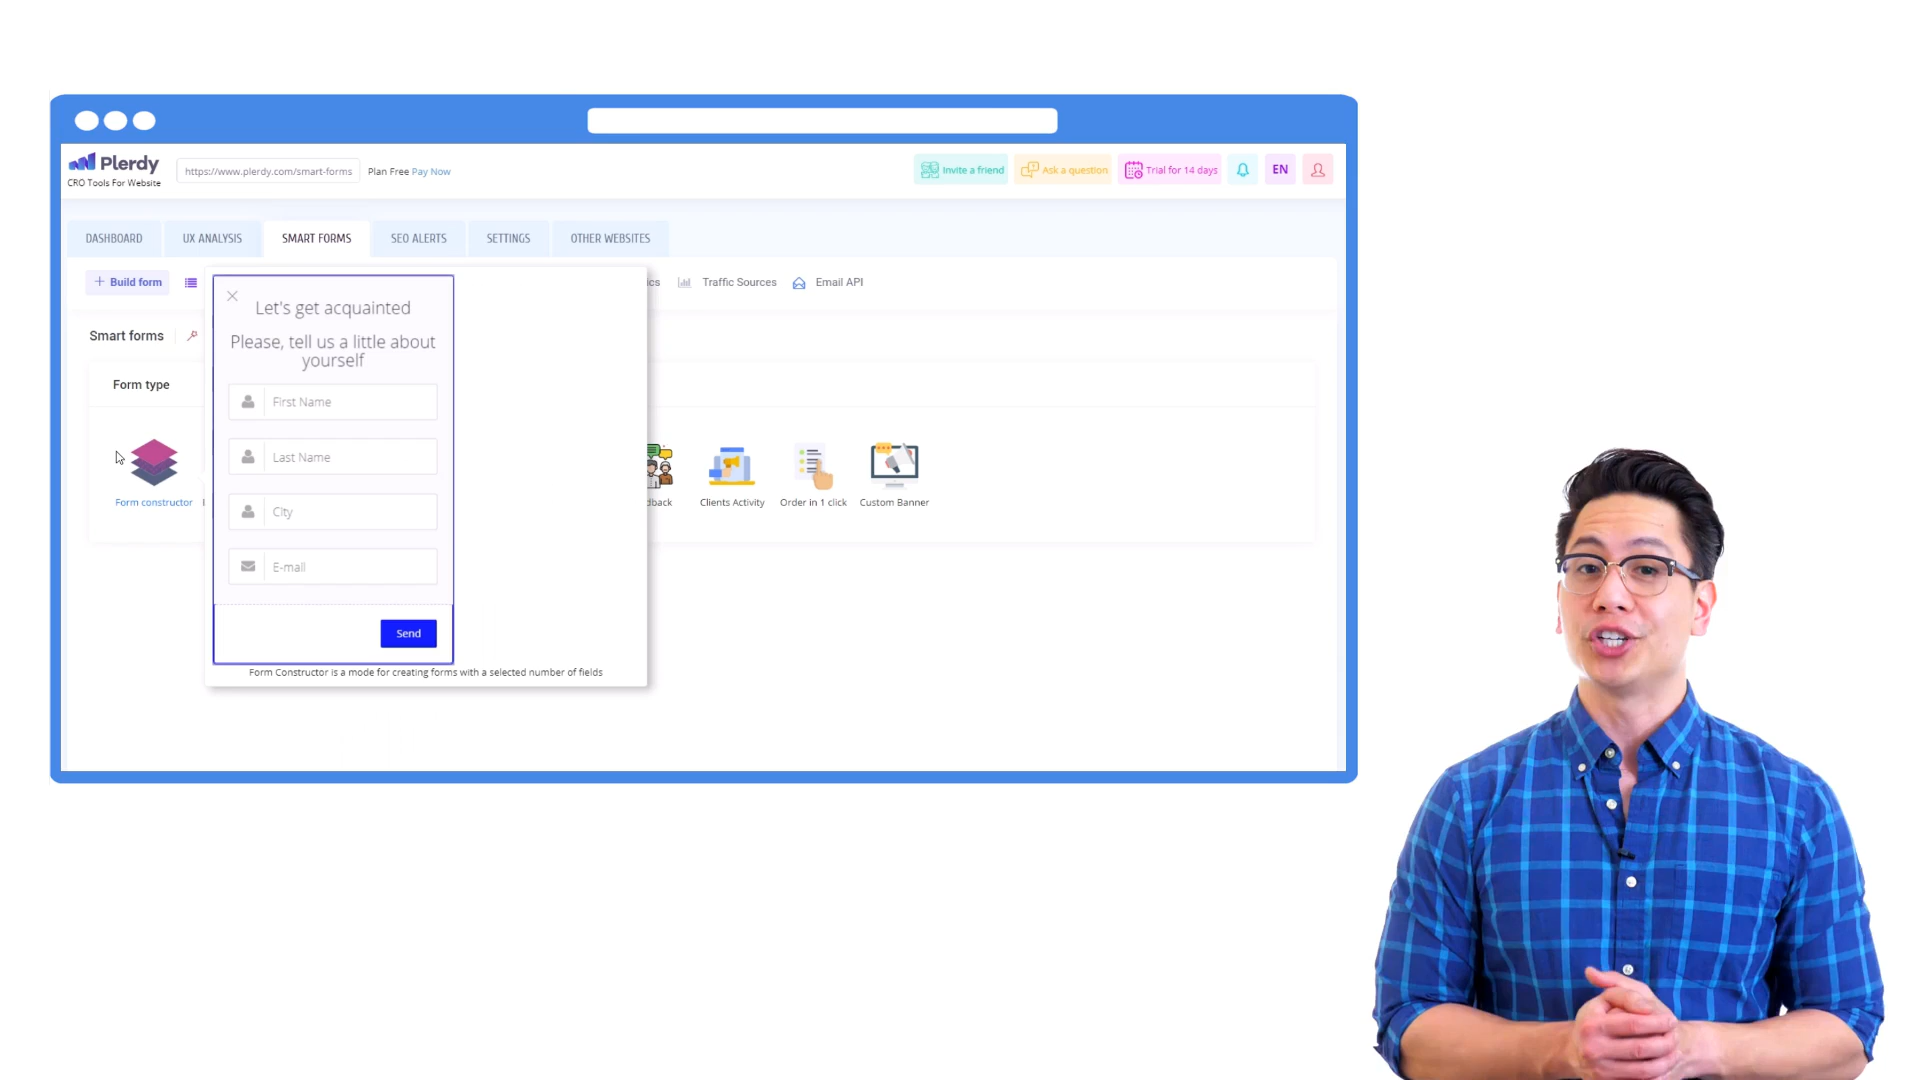 Plerdy
CRO Tools For Website
https://www.plerdy.com/smart-forms
Plan Free Pay Now
Invite a friend
Ask a question
Trial for 14 days
EN
DASHBOARD
UX ANALYSIS
SMART FORMS
SEO ALERTS
SETTINGS
OTHER WEBSITES
+ Build form
ics
Traffic Sources
Email API
Smart forms
Form type
Form constructor
Let's get acquainted
Please, tell us a little about
yourself
First Name
Last Name
City
E-mail
Send
Form Constructor is a mode for creating forms with a selected number of fields
dback
Clients Activity
Order in 1 click
Custom Banner